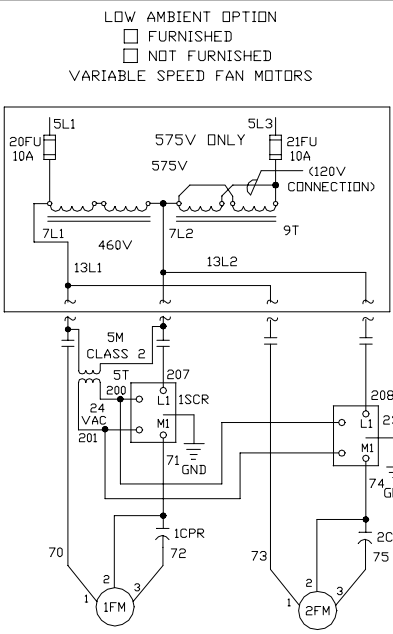 LOW AMBIENT OPTION
FURNISHED
NOT FURNISHED
VARIABLE SPEED FAN MOTORS
5L1
5L3
20FU
10A
575V ONLY
21FU
10A
575V
(120V
CONNECTION)
7L1
7L2
9T
460V
13L1
13L2
5M
CLASS 2
5T
207
208
200
1SCR
L1
L1
24
VAC
M1
M1
201
71
GND
74
1CPR
70
72
73
75
2
2
1
3
1
3
1FM
2FM